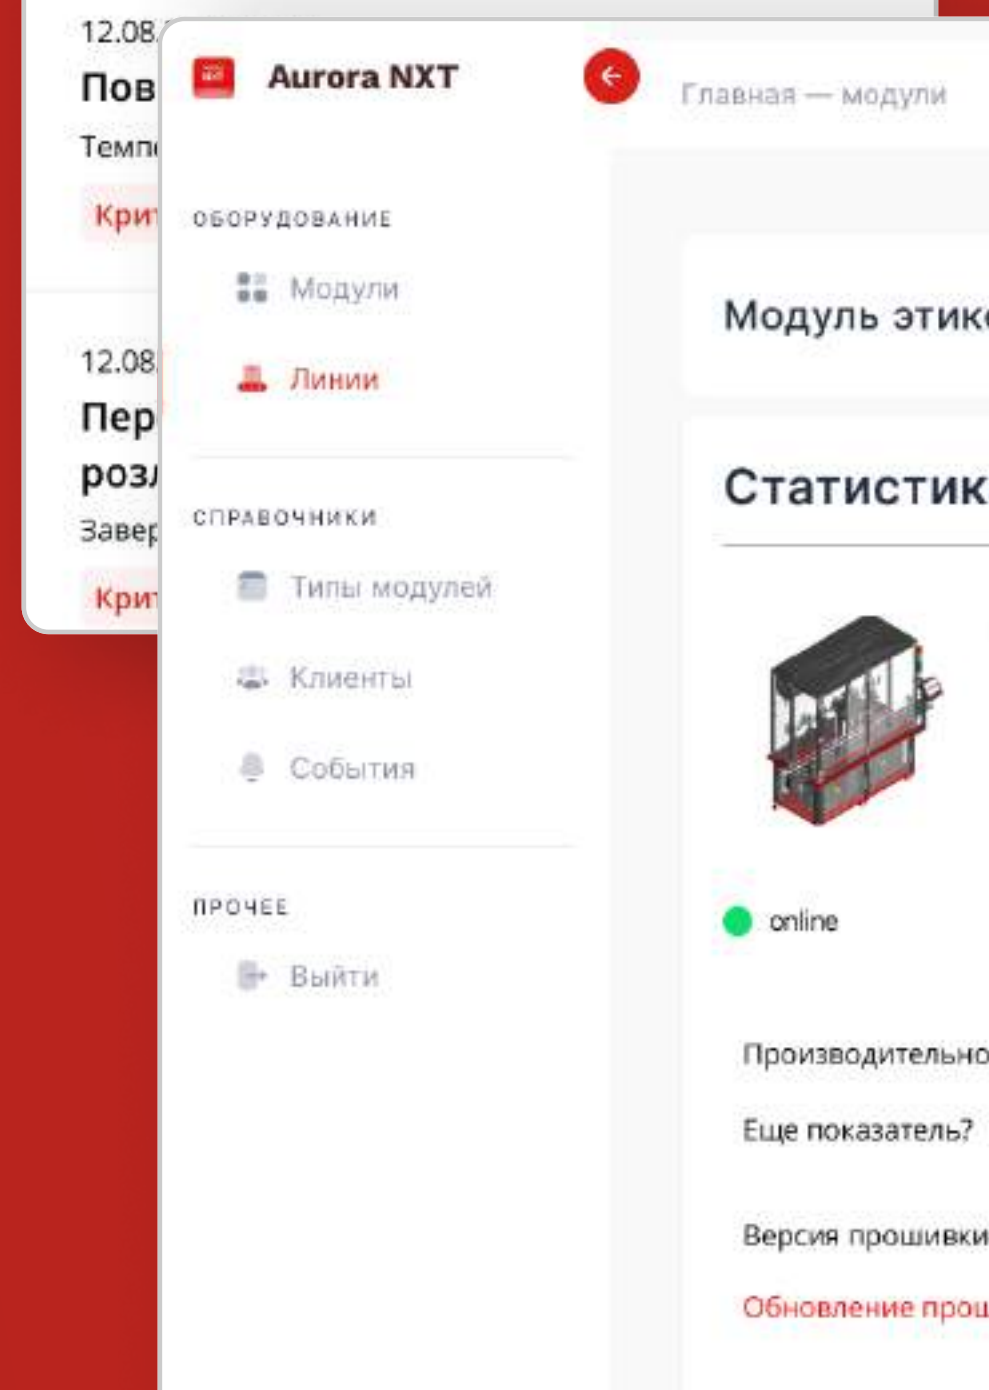 12.08.
Пов
Темп
Крит
12.08.
Пер
роз
Завер
Крит
Aurora NXT
Главная — модули
ОБОРУДОВАНИЕ
Модули
Линии
СПРАВОЧНИКИ
Типы модулей
Клиенты
События
ПРОЧЕЕ
Выйти
Модуль этик
Статистик
online
Производительно
Еще показатель?
Версия прошивки
Обновление прош